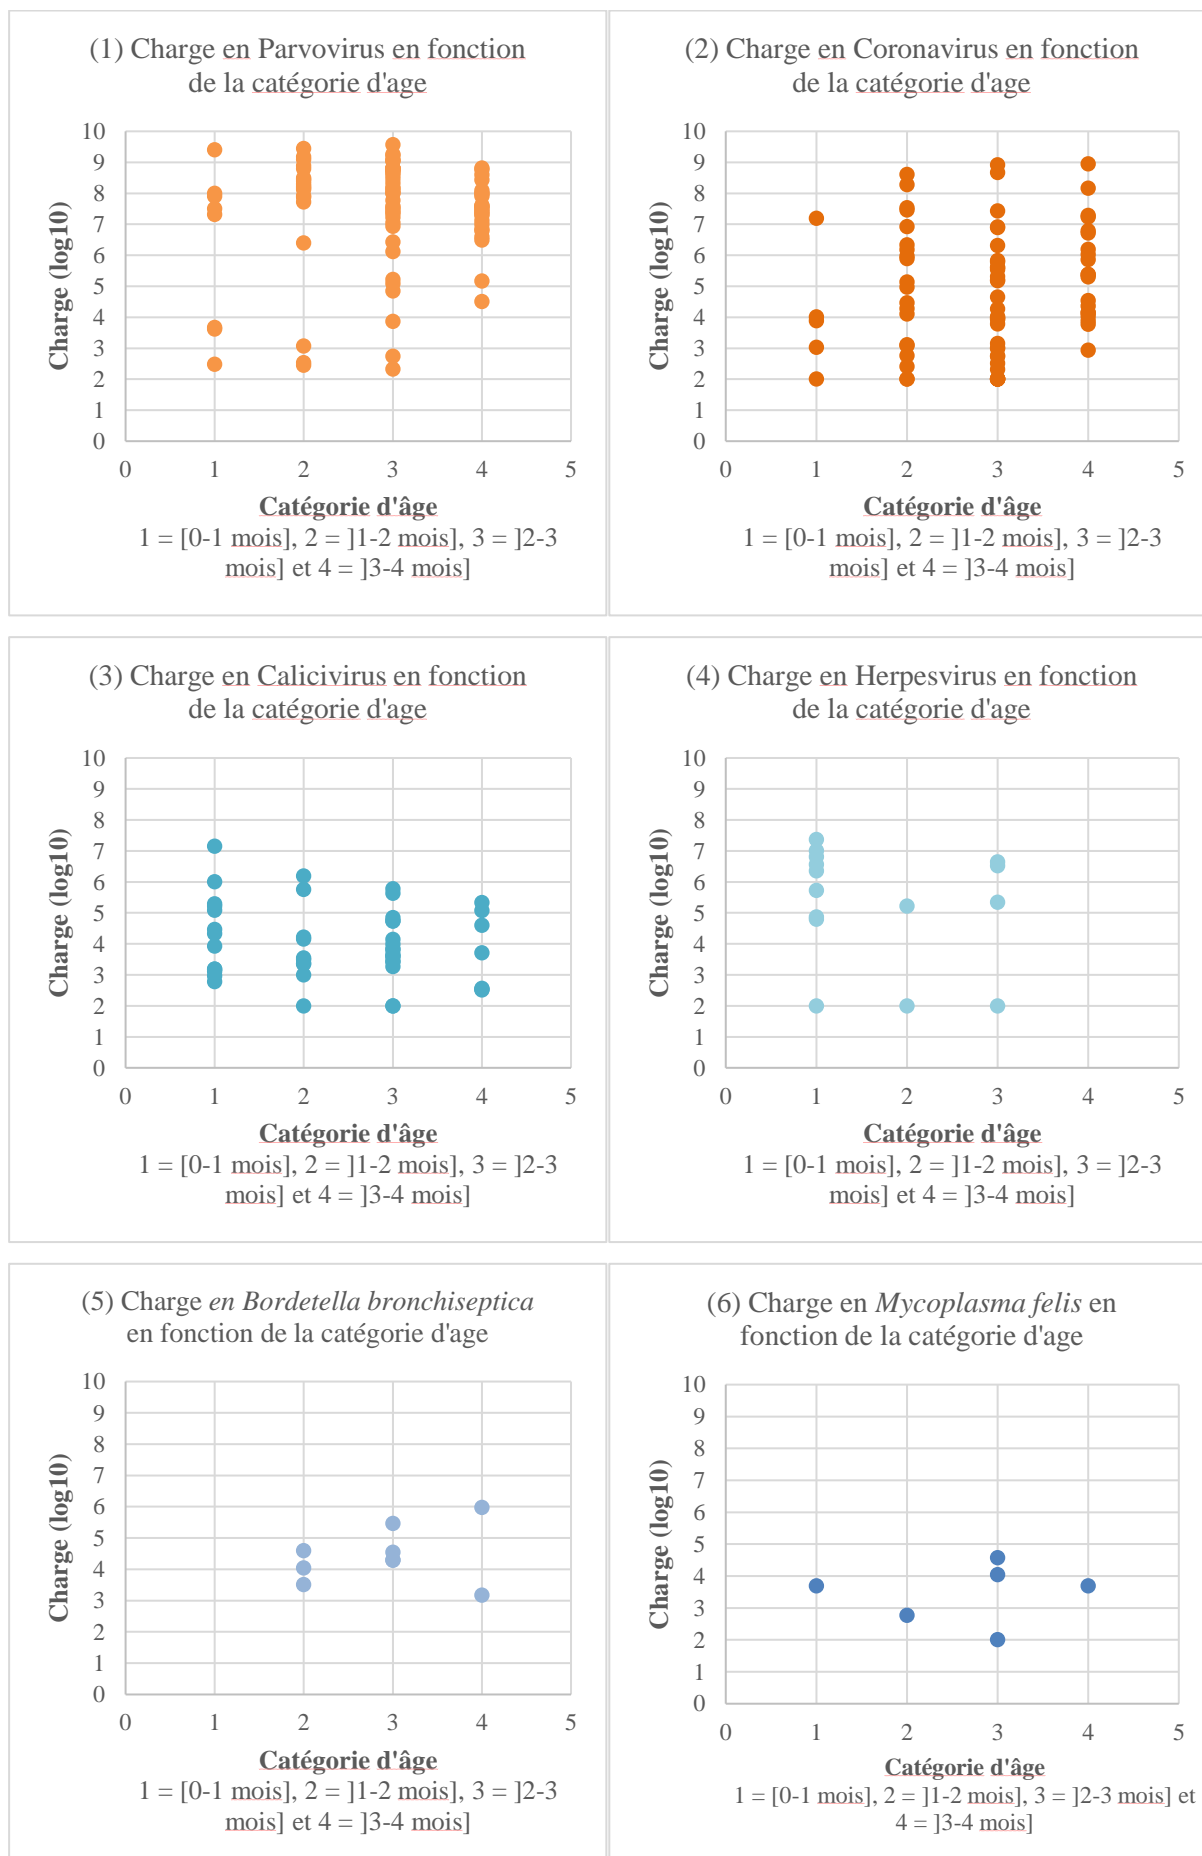 (1) Charge en Parvovirus en fonction
de la catégorie d'age
10
9
8
7
6
5
4
3
2
1
0
Charge (log10)
0 1 2 3 4 5
Catégorie d'âge
1 = [0-1 mois], 2 = ]1-2 mois], 3 = ]2-3
mois] et 4 = ]3-4 mois]
(2) Charge en Coronavirus en fonction
de la catégorie d'age
10
9
8
7
6
5
4
3
2
1
0
Charge (log10)
0 1 2 3 4 5
Catégorie d'âge
1 = [0-1 mois], 2 = ]1-2 mois], 3 = ]2-3
mois] et 4 = ]3-4 mois]
(3) Charge en Calicivirus en fonction
de la catégorie d'age
10
9
8
7
6
5
4
3
2
1
0
Charge (log10)
0 1 2 3 4 5
Catégorie d'âge
1 = [0-1 mois], 2 = ]1-2 mois], 3 = ]2-3
mois] et 4 = ]3-4 mois]
(4) Charge en Herpesvirus en fonction
de la catégorie d'age
10
9
8
7
6
5
4
3
2
1
0
Charge (log10)
0 1 2 3 4 5
Catégorie d'âge
1 = [0-1 mois], 2 = ]1-2 mois], 3 = ]2-3
mois] et 4 = ]3-4 mois]
(5) Charge en Bordetella bronchiseptica
en fonction de la catégorie d'age
10
9
8
7
6
5
4
3
2
1
0
Charge (log10)
0 1 2 3 4 5
Catégorie d'âge
1 = [0-1 mois], 2 = ]1-2 mois], 3 = ]2-3
mois] et 4 = ]3-4 mois]
(6) Charge en Mycoplasma felis en
fonction de la catégorie d'age
10
9
8
7
6
5
4
3
2
1
0
Charge (log10)
0 1 2 3 4 5
Catégorie d'âge
1 = [0-1 mois], 2 = ]1-2 mois], 3 = ]2-3 mois] et
4 = ]3-4 mois]